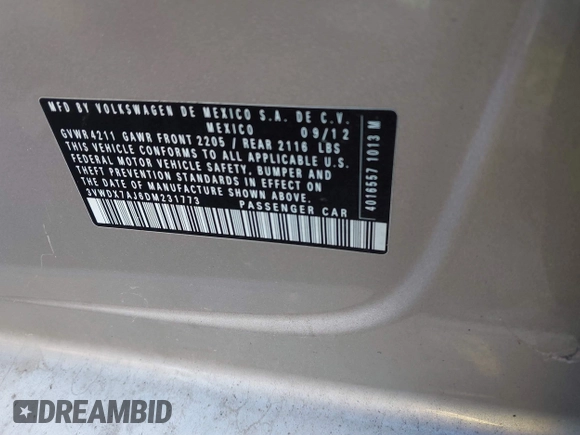 MFD BY VOLKSWAGEN DE MEXICO S.A. DE C.V.
MEXICO 09/12
GVWR 4211 GAWR FRONT 2205 / REAR 2116 LBS
THIS VEHICLE CONFORMS TO ALL APPLICABLE U.S.
FEDERAL MOTOR VEHICLE SAFETY, BUMPER AND
THEFT PREVENTION STANDARDS IN EFFECT ON
THE DATE OF MANUFACTURE SHOWN ABOVE.
3VWDX7AJ6DM231773 PASSENGER CAR
4016557 1013 M
DREAMBID